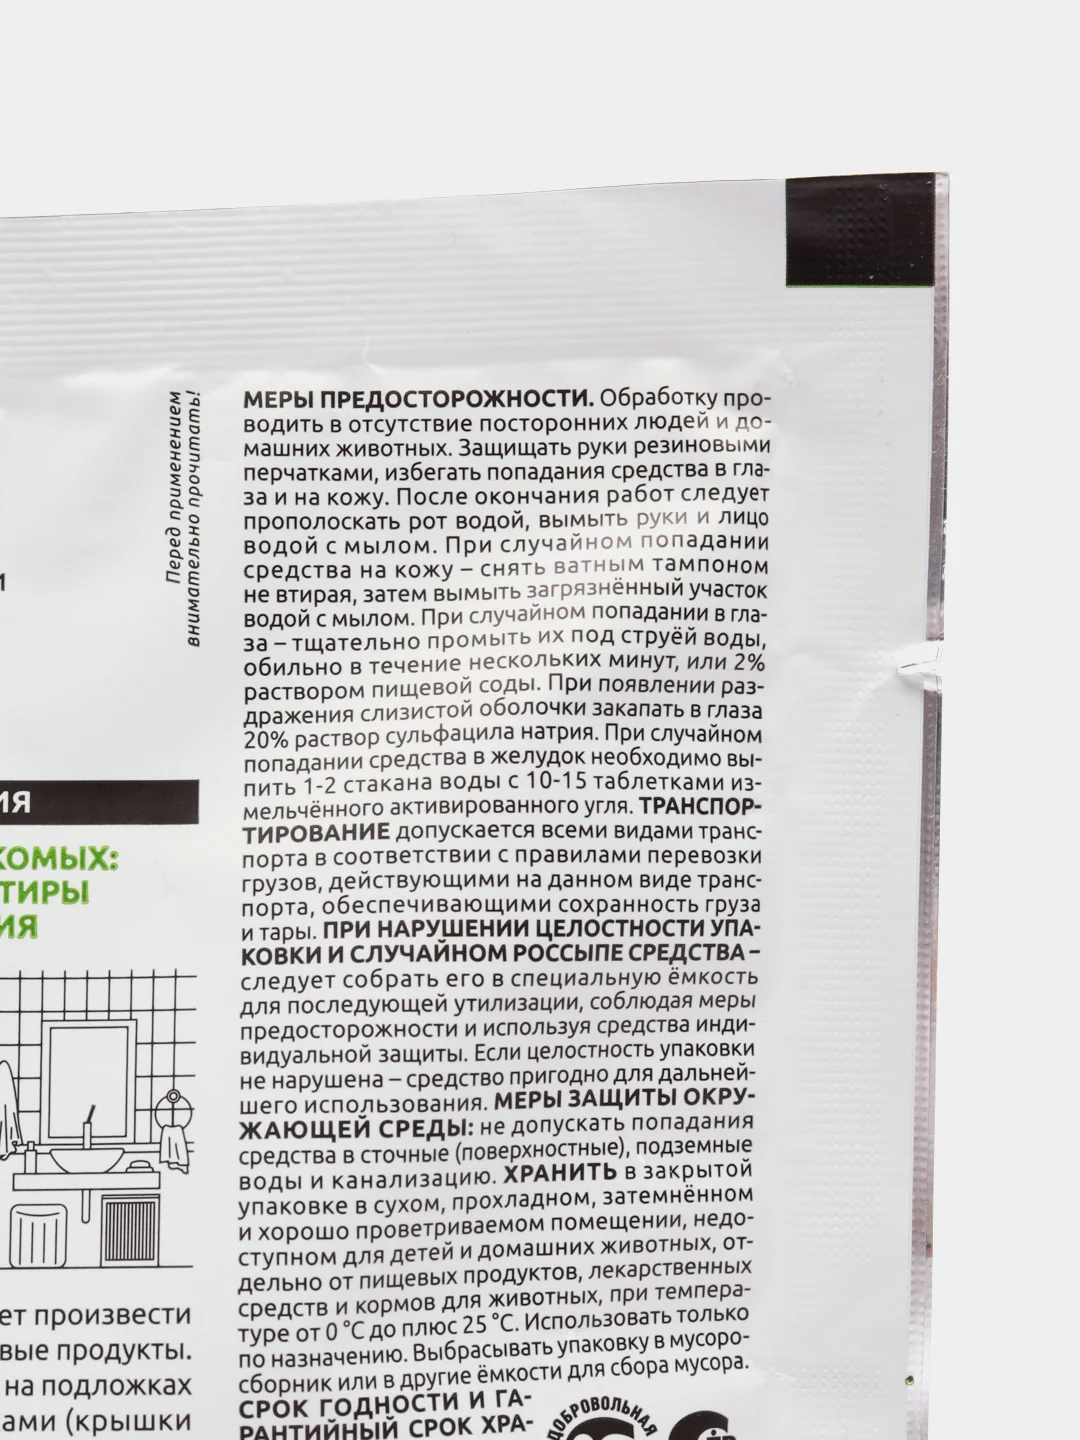 Перед применением
внимательно прочитать!
МЕРЫ ПРЕДОСТОРОЖНОСТИ. Обработку про-
водить в отсутствие посторонних людей и до-
машних животных. Защищать руки резиновыми
перчатками, избегать попадания средства в гла-
за и на кожу. После окончания работ следует
прополоскать рот водой, вымыть руки и лицо
водой с мылом. При случайном попадании
средства на кожу – снять ватным тампоном
не втирая, затем вымыть загрязнённый участок
водой с мылом. При случайном попадании в гла-
за – тщательно промыть их под струёй воды,
обильно в течение нескольких минут, или 2%
раствором пищевой соды. При появлении раз-
дражения слизистой оболочки закапать в глаза
20% раствор сульфацила натрия. При случайном
попадании средства в желудок необходимо вы-
пить 1-2 стакана воды с 10-15 таблетками из-
мельчённого активированного угля. ТРАНСПОР-
ТИРОВАНИЕ допускается всеми видами транс-
порта в соответствии с правилами перевозки
грузов, действующими на данном виде транс-
порта, обеспечивающими сохранность груза
и тары. ПРИ НАРУШЕНИИ ЦЕЛОСТНОСТИ УПА-
КОВКИ И СЛУЧАЙНОМ РОССЫПЕ СРЕДСТВА –
следует собрать его в специальную ёмкость
для последующей утилизации, соблюдая меры
предосторожности и используя средства инди-
видуальной защиты. Если целостность упаковки
не нарушена – средство пригодно для дальней-
шего использования. МЕРЫ ЗАЩИТЫ ОКРУ-
ЖАЮЩЕЙ СРЕДЫ: не допускать попадания
средства в сточные (поверхностные), подземные
воды и канализацию. ХРАНИТЬ в закрытой
упаковке в сухом, прохладном, затемнённом
и хорошо проветриваемом помещении, недо-
ступном для детей и домашних животных, от-
дельно от пищевых продуктов, лекарственных
средств и кормов для животных, при темпера-
туре от 0 °С до плюс 25 °С. Использовать только
по назначению. Выбрасывать упаковку в мусоро-
сборник или в другие ёмкости для сбора мусора.
СРОК ГОДНОСТИ И ГА-
РАНТИЙНЫЙ СРОК ХРА-
ДОБРОВОЛЬНАЯ
ИЯ
КОМЫХ:
ТИРЫ
ИЯ
ет произвести
вые продукты.
на подложках
ами (крышки